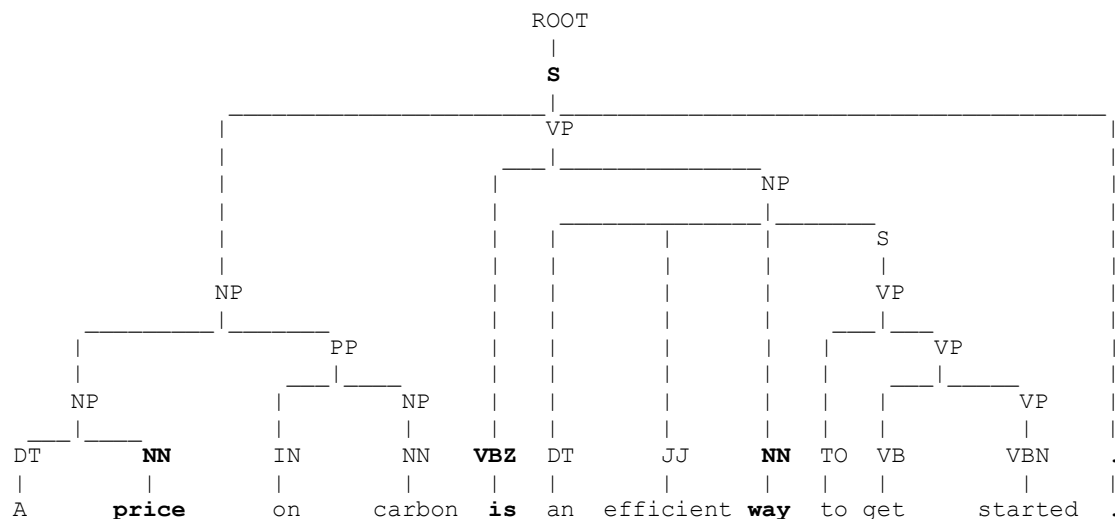 ROOT
S
VP
NP
S
NP VP
PP VP
NP NP VP
DT NN IN NN VBZ DT JJ NN TO VB VBN .
A price on carbon is an efficient way to get started .